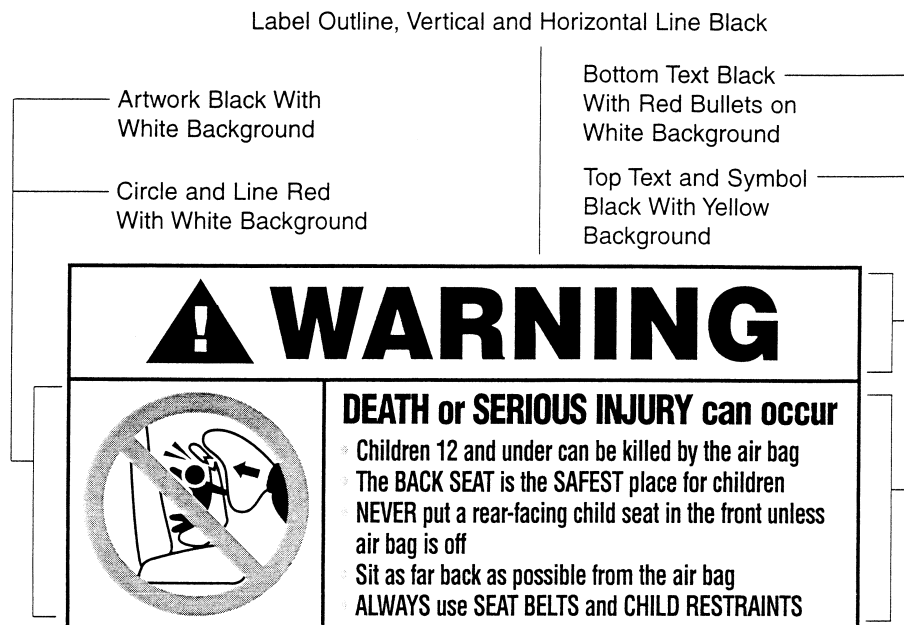 Label Outline, Vertical and Horizontal Line Black
Artwork Black With
White Background
Circle and Line Red
With White Background
Bottom Text Black
With Red Bullets on
White Background
Top Text and Symbol
Black With Yellow
Background
! WARNING
DEATH or SERIOUS INJURY can occur
Children 12 and under can be killed by the air bag
The BACK SEAT is the SAFEST place for children
NEVER put a rear-facing child seat in the front unless
air bag is off
Sit as far back as possible from the air bag
ALWAYS use SEAT BELTS and CHILD RESTRAINTS